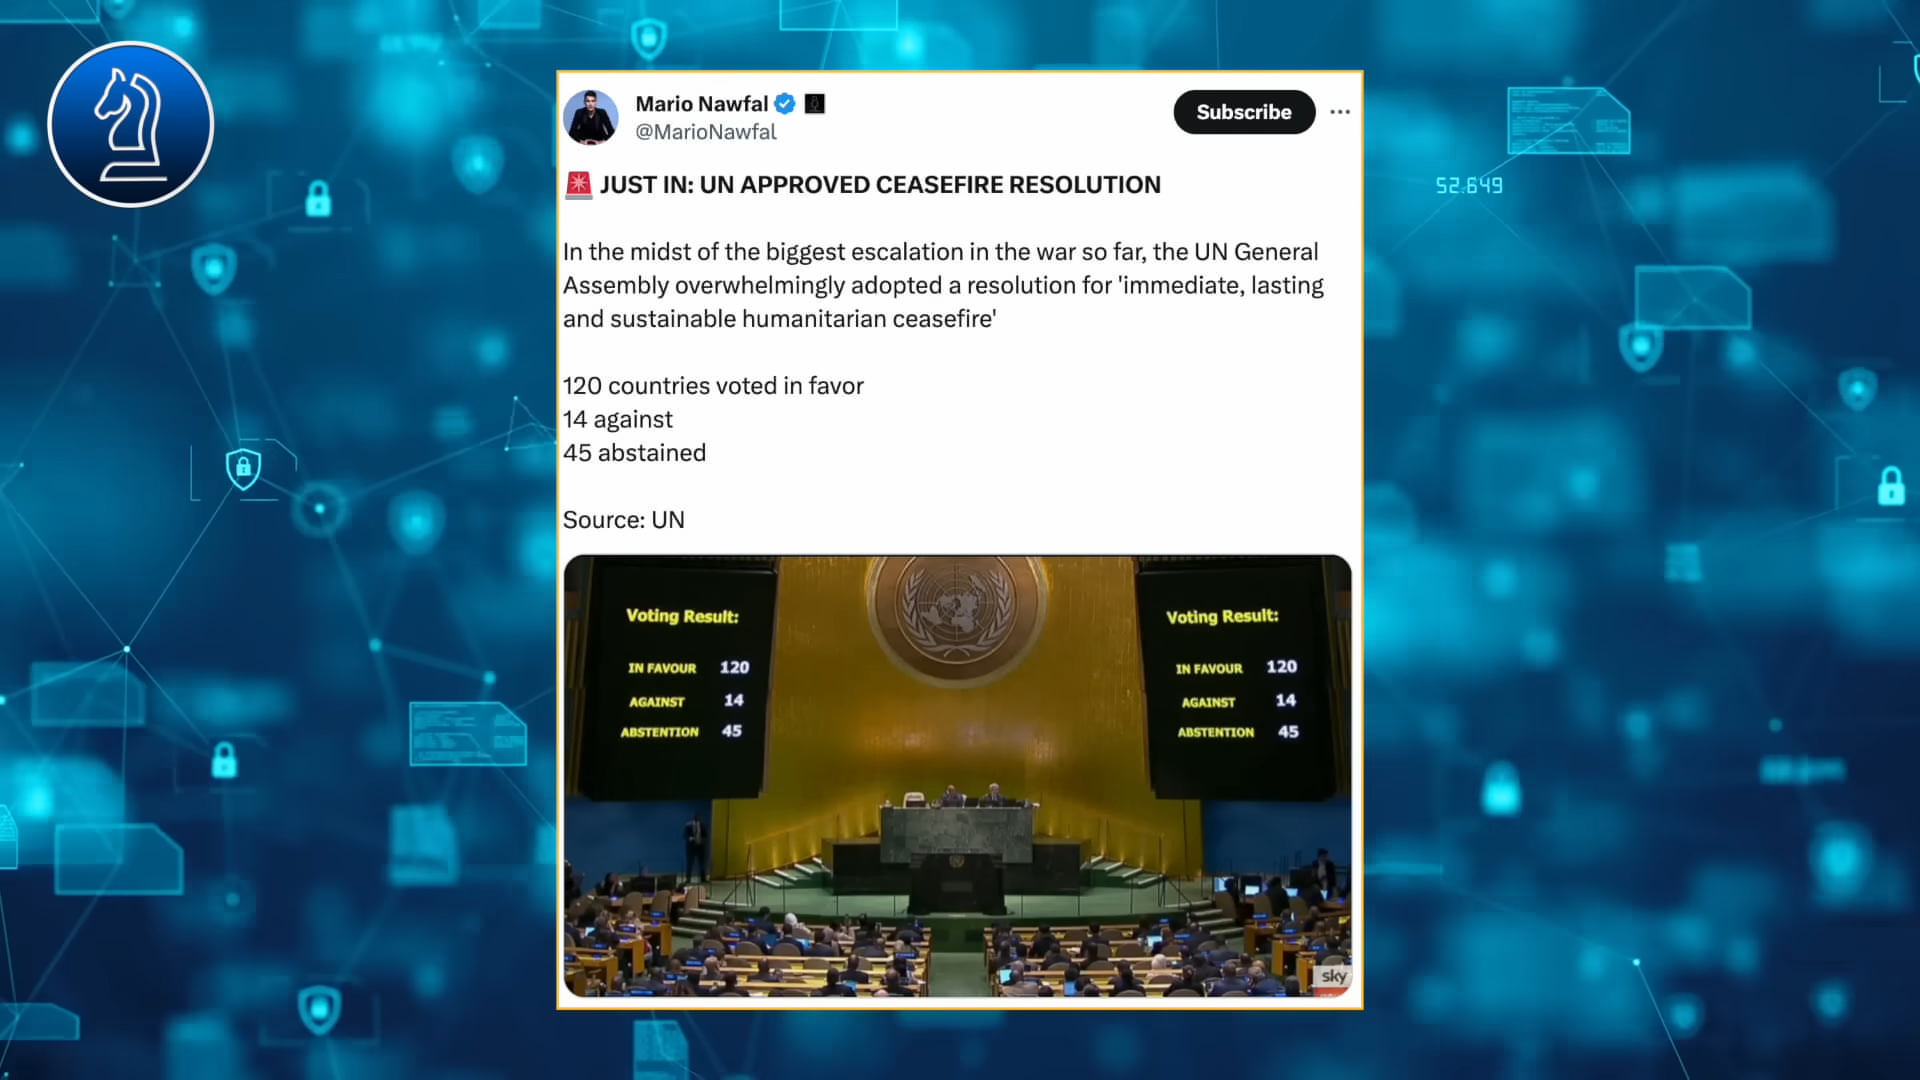 Mario Nawfal
@MarioNawfal
Subscribe
JUST IN: UN APPROVED CEASEFIRE RESOLUTION
In the midst of the biggest escalation in the war so far, the UN General
Assembly overwhelmingly adopted a resolution for 'immediate, lasting
and sustainable humanitarian ceasefire'
120 countries voted in favor
14 against
45 abstained
Source: UN
Voting Result:
IN FAVOUR 120
AGAINST 14
ABSTENTION 45
Voting Result:
IN FAVOUR 120
AGAINST 14
ABSTENTION 45
sky
52.649